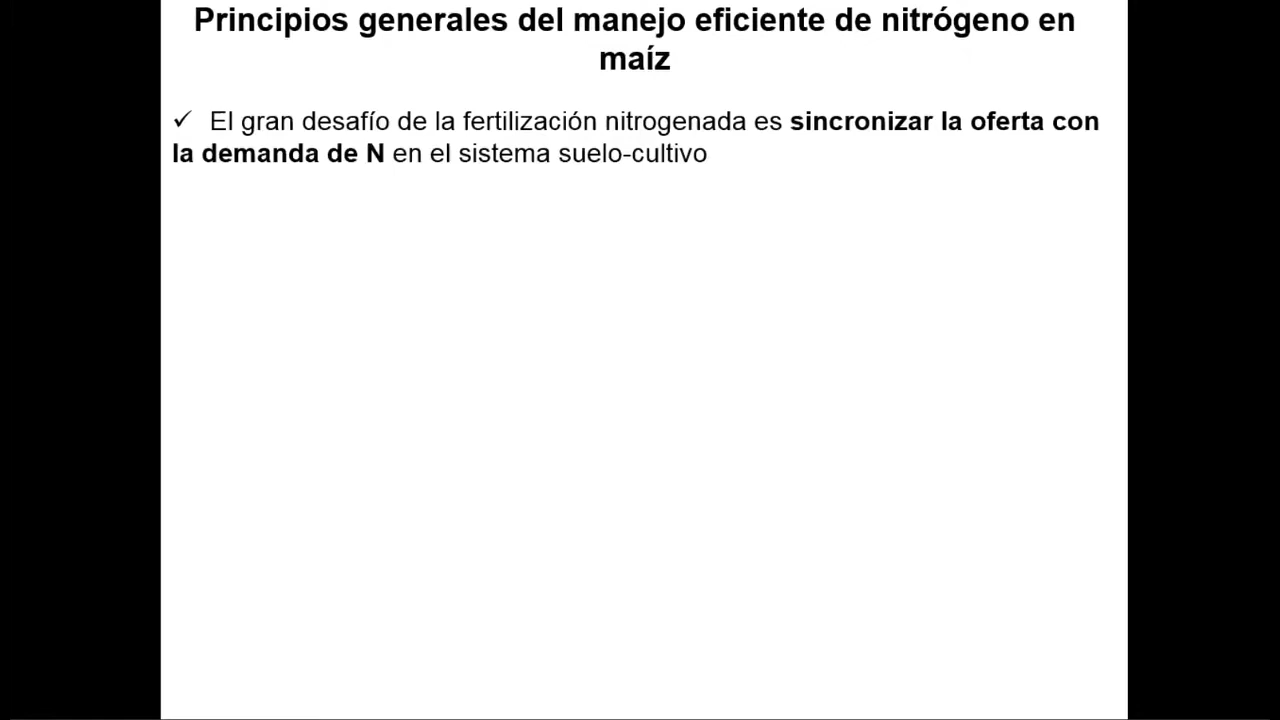 Principios generales del manejo eficiente de nitrógeno en
maíz
✓ El gran desafío de la fertilización nitrogenada es sincronizar la oferta con
la demanda de N en el sistema suelo-cultivo